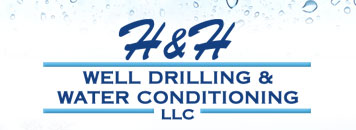 H&H
WELL DRILLING &
WATER CONDITIONING
LLC